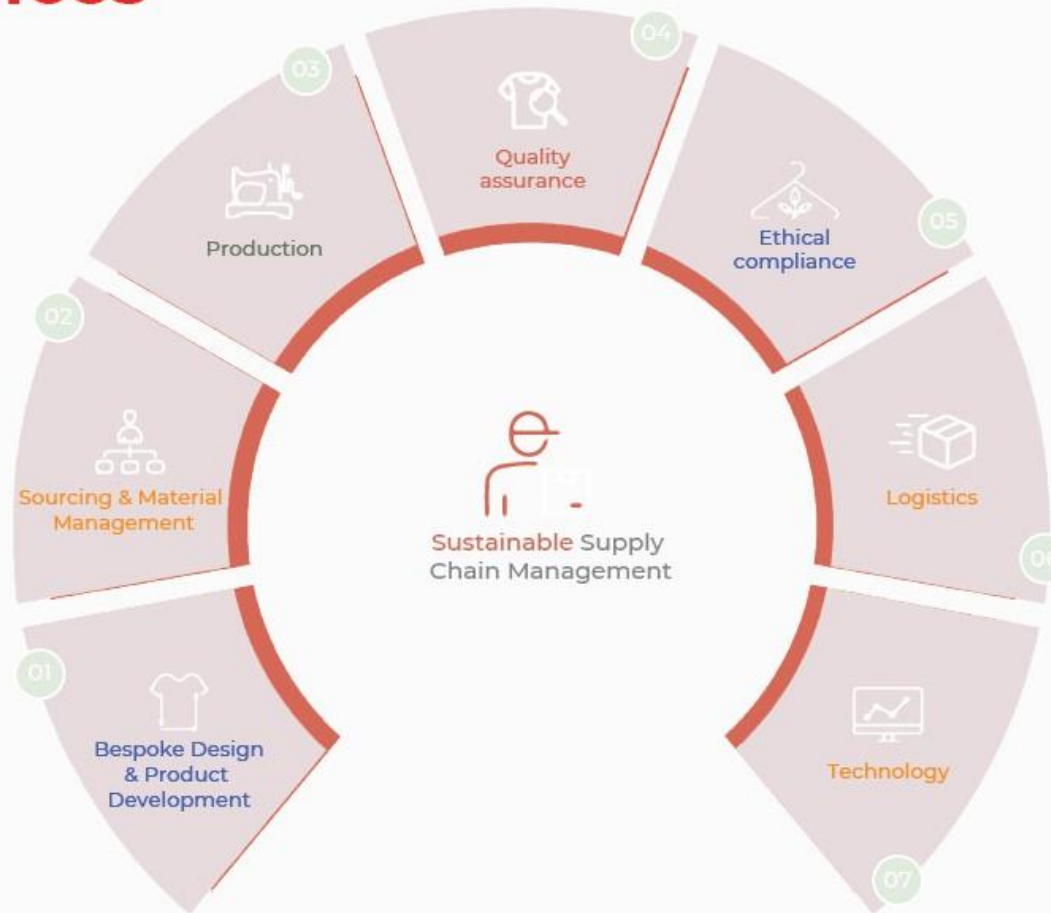 01
Bespoke Design
& Product
Development
02
Sourcing & Material
Management
03
Production
04
Quality
assurance
05
Ethical
compliance
06
Logistics
07
Technology
Sustainable Supply
Chain Management